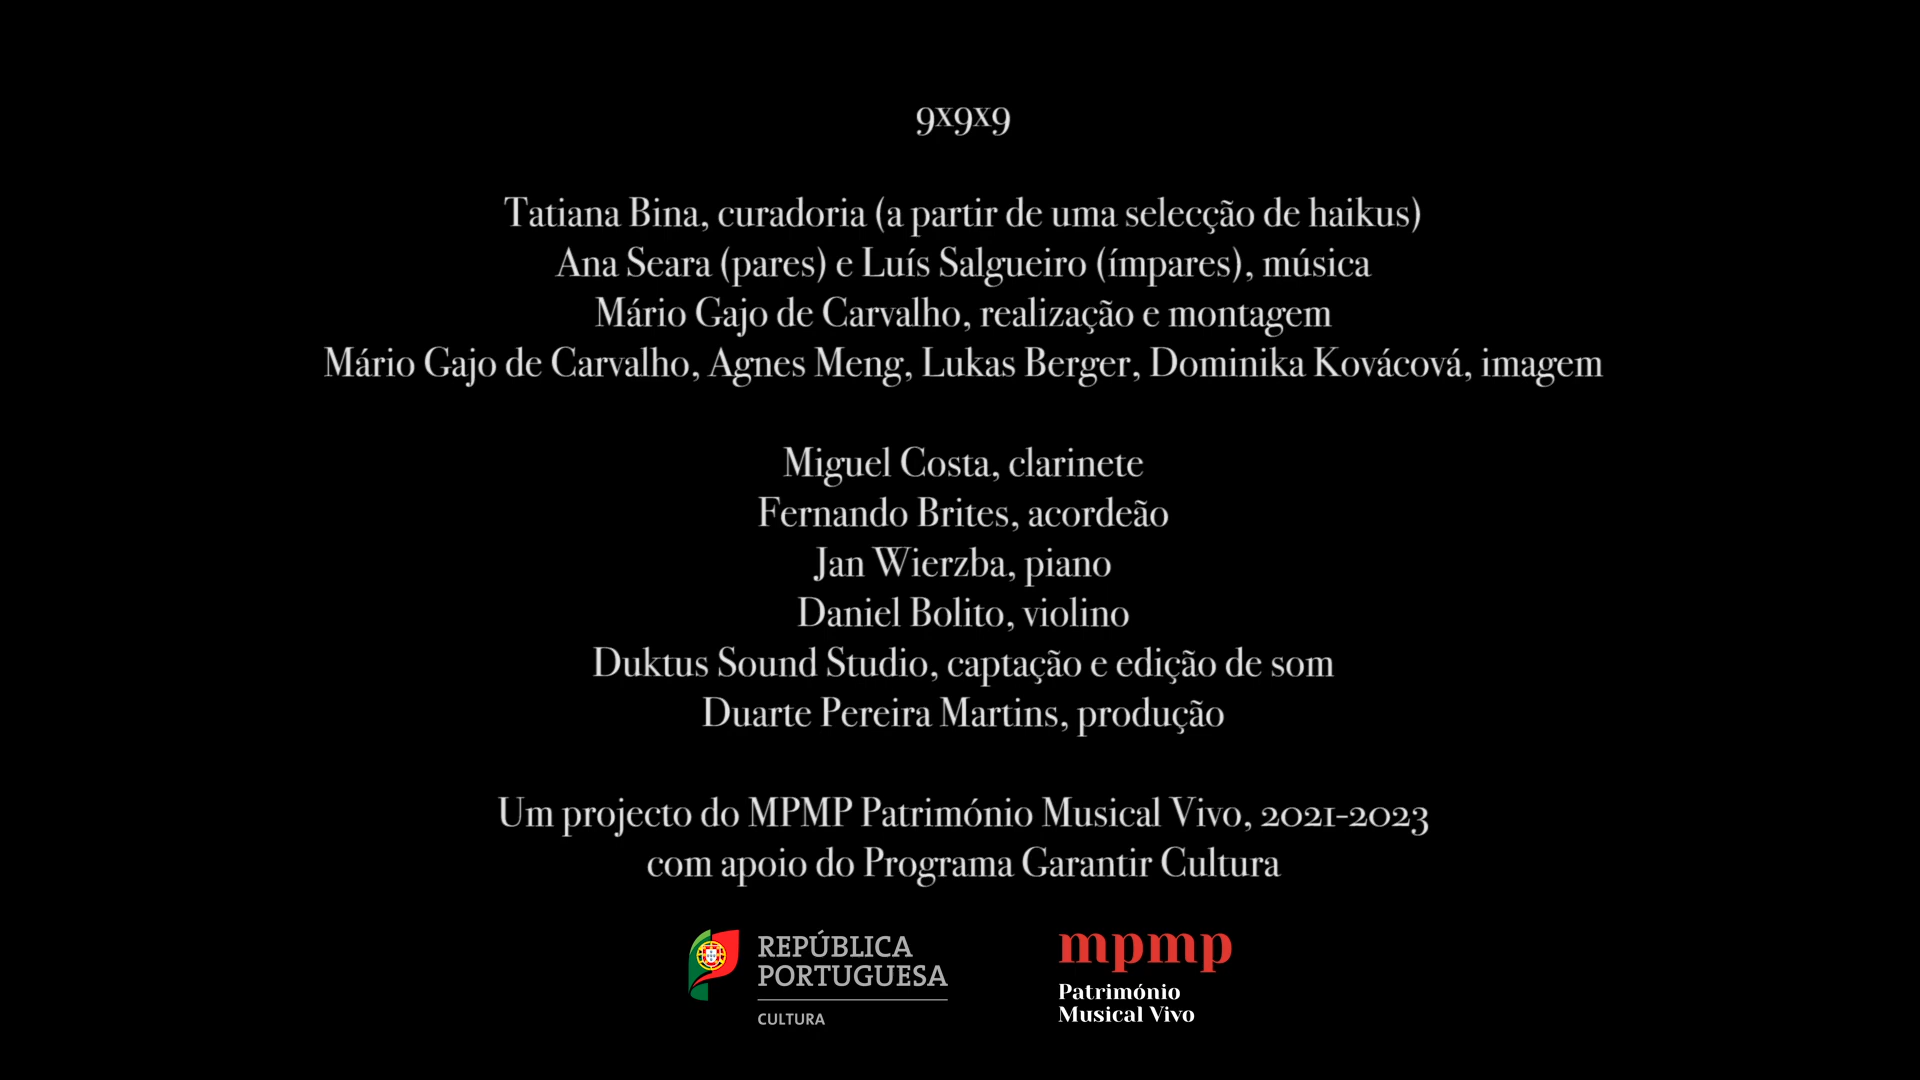 9x9x9
Tatiana Bina, curadoria (a partir de uma selecção de haikus)
Ana Seara (pares) e Luís Salgueiro (ímpares), música
Mário Gajo de Carvalho, realização e montagem
Mário Gajo de Carvalho, Agnes Meng, Lukas Berger, Dominika Kovácová, imagem
Miguel Costa, clarinete
Fernando Brites, acordeão
Jan Wierzba, piano
Daniel Bolito, violino
Duktus Sound Studio, captação e edição de som
Duarte Pereira Martins, produção
Um projecto do MPMP Património Musical Vivo, 2021-2023
com apoio do Programa Garantir Cultura
REPÚBLICA
PORTUGUESA
CULTURA
mpmp
Património
Musical Vivo